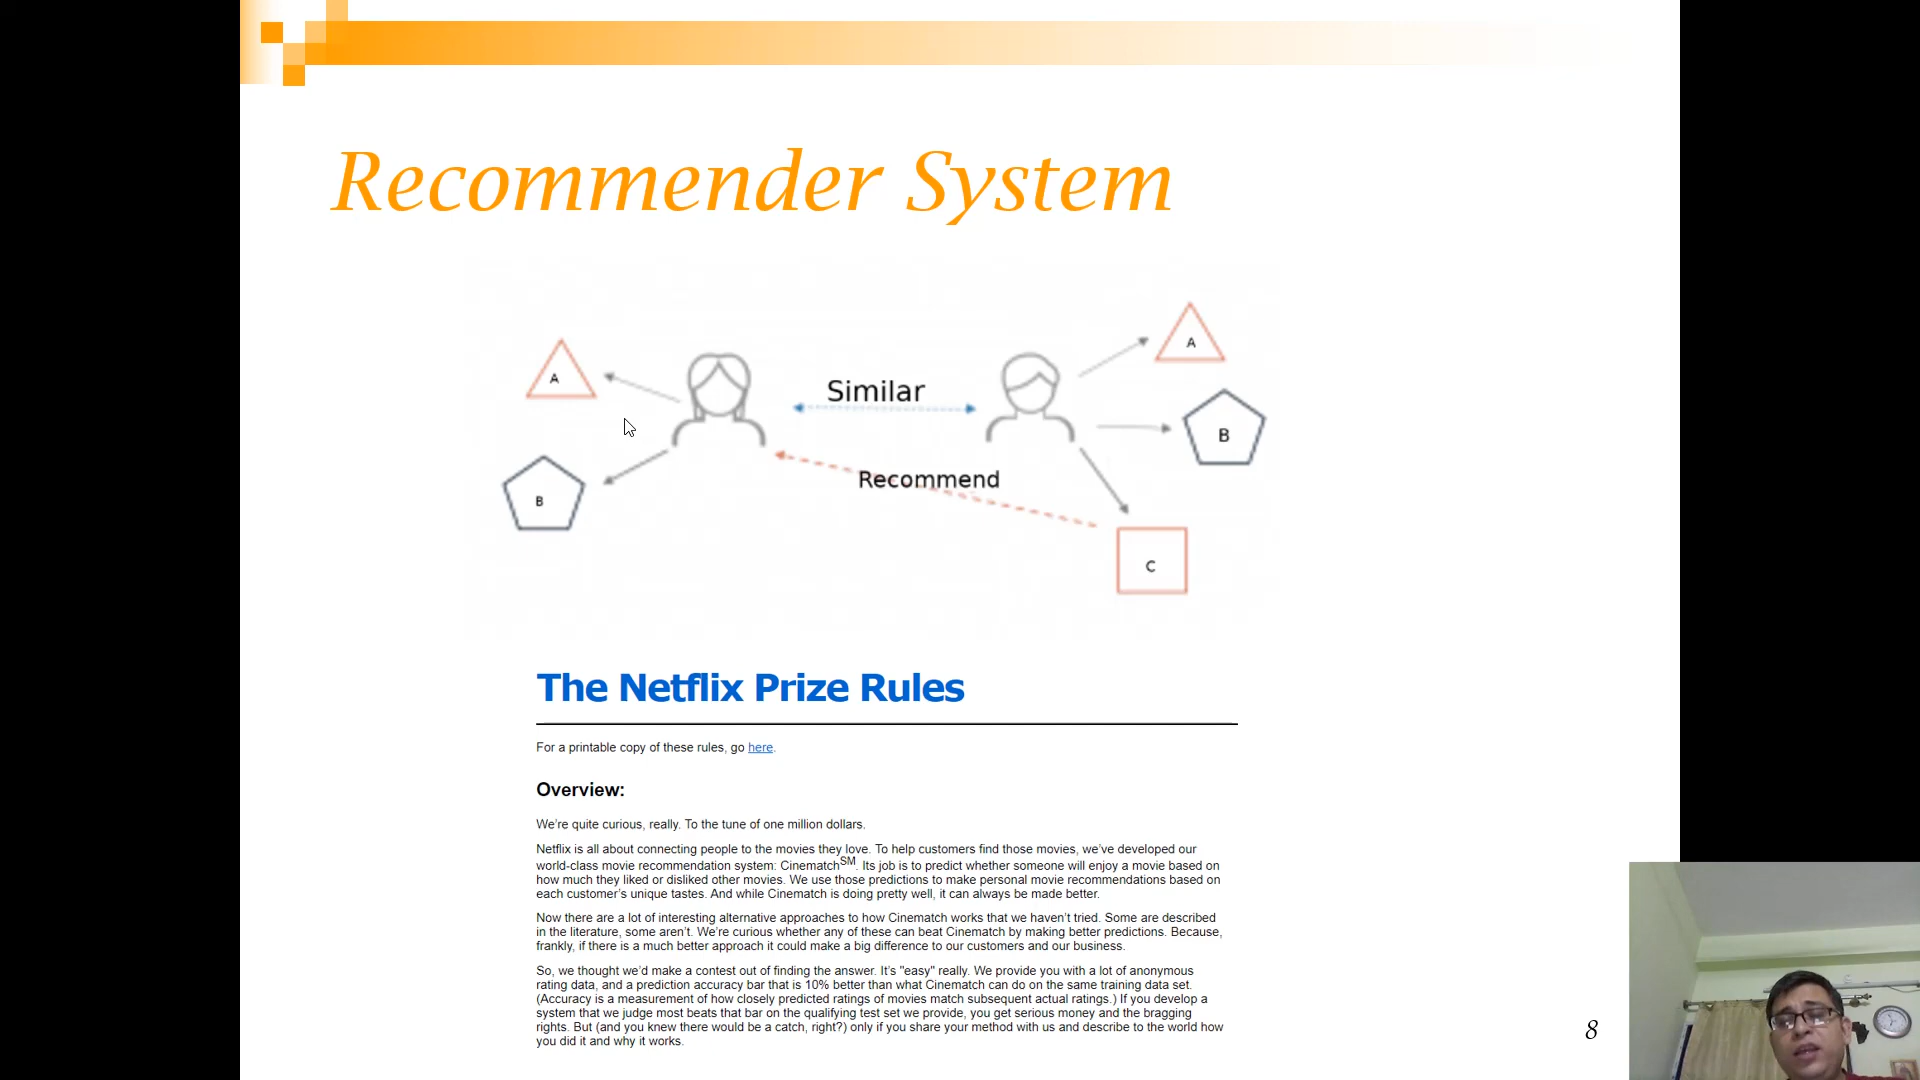 Recommender System
A
Similar
A
B
Recommend
B
C
The Netflix Prize Rules
For a printable copy of these rules, go here.
Overview:
We're quite curious, really. To the tune of one million dollars.
Netflix is all about connecting people to the movies they love. To help customers find those movies, we've developed our
world-class movie recommendation system: CinematchSM. Its job is to predict whether someone will enjoy a movie based on
how much they liked or disliked other movies. We use those predictions to make personal movie recommendations based on
each customer's unique tastes. And while Cinematch is doing pretty well, it can always be made better.
Now there are a lot of interesting alternative approaches to how Cinematch works that we haven't tried. Some are described
in the literature, some aren't. We're curious whether any of these can beat Cinematch by making better predictions. Because,
frankly, if there is a much better approach it could make a big difference to our customers and our business.
So, we thought we'd make a contest out of finding the answer. It's "easy" really. We provide you with a lot of anonymous
rating data, and a prediction accuracy bar that is 10% better than what Cinematch can do on the same training data set.
(Accuracy is a measurement of how closely predicted ratings of movies match subsequent actual ratings.) If you develop a
system that we judge most beats that bar on the qualifying test set we provide, you get serious money and the bragging
rights. But (and you knew there would be a catch, right?) only if you share your method with us and describe to the world how
you did it and why it works.
8